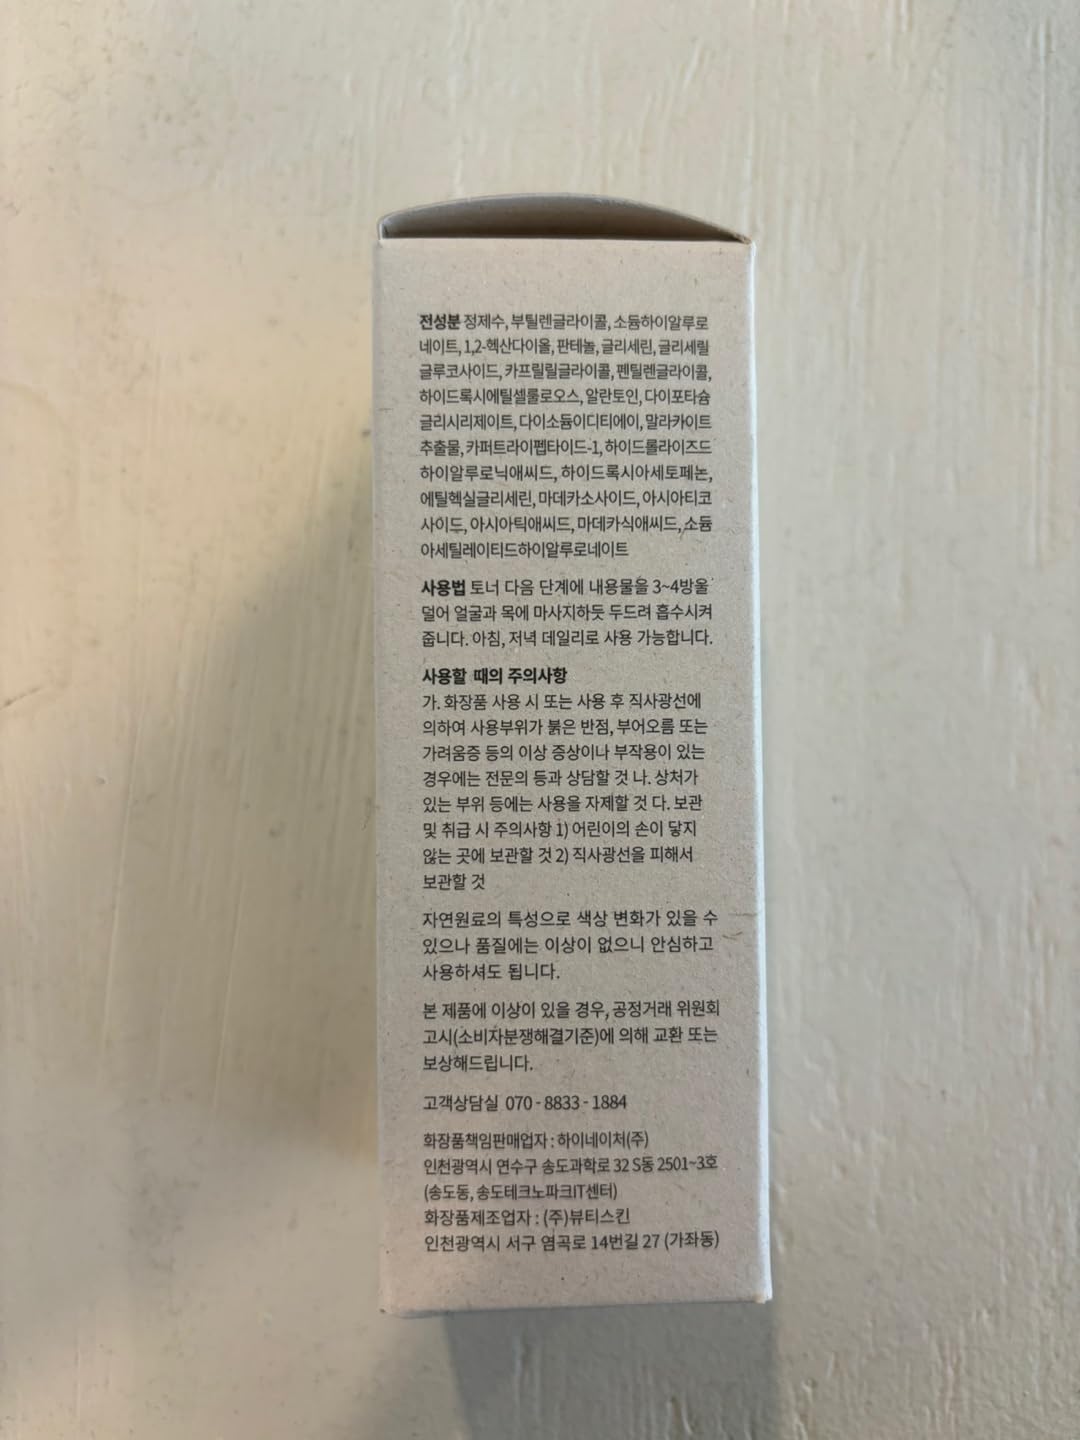 전성분 정제수, 부틸렌글라이콜, 소듐하이알루로
네이트, 1,2-헥산다이올, 판테놀, 글리세린, 글리세릴
글루코사이드, 카프릴릴글라이콜, 펜틸렌글라이콜,
하이드록시에틸셀룰로오스, 알란토인, 다이포타슘
글리시리제이트, 다이소듐이디티에이, 말라카이트
추출물, 카퍼트라이펩타이드-1, 하이드롤라이즈드
하이알루로닉애씨드, 하이드록시아세토페논,
에틸헥실글리세린, 마데카소사이드, 아시아티코
사이드, 아시아틱애씨드, 마데카식애씨드, 소듐
아세틸레이티드하이알루로네이트
사용법 토너 다음 단계에 내용물을 3~4방울
덜어 얼굴과 목에 마사지하듯 두드려 흡수시켜
줍니다. 아침, 저녁 데일리로 사용 가능합니다.
사용할 때의 주의사항
가. 화장품 사용 시 또는 사용 후 직사광선에
의하여 사용부위가 붉은 반점, 부어오름 또는
가려움증 등의 이상 증상이나 부작용이 있는
경우에는 전문의 등과 상담할 것 나. 상처가
있는 부위 등에는 사용을 자제할 것 다. 보관
및 취급 시 주의사항 1) 어린이의 손이 닿지
않는 곳에 보관할 것 2) 직사광선을 피해서
보관할 것
자연원료의 특성으로 색상 변화가 있을 수
있으나 품질에는 이상이 없으니 안심하고
사용하셔도 됩니다.
본 제품에 이상이 있을 경우, 공정거래 위원회
고시(소비자분쟁해결기준)에 의해 교환 또는
보상해드립니다.
고객상담실 070 - 8833 - 1884
화장품책임판매업자 : 하이네이처(주)
인천광역시 연수구 송도과학로 32 S동 2501~3호
(송도동, 송도테크노파크IT센터)
화장품제조업자 : (주)뷰티스킨
인천광역시 서구 염곡로 14번길 27 (가좌동)